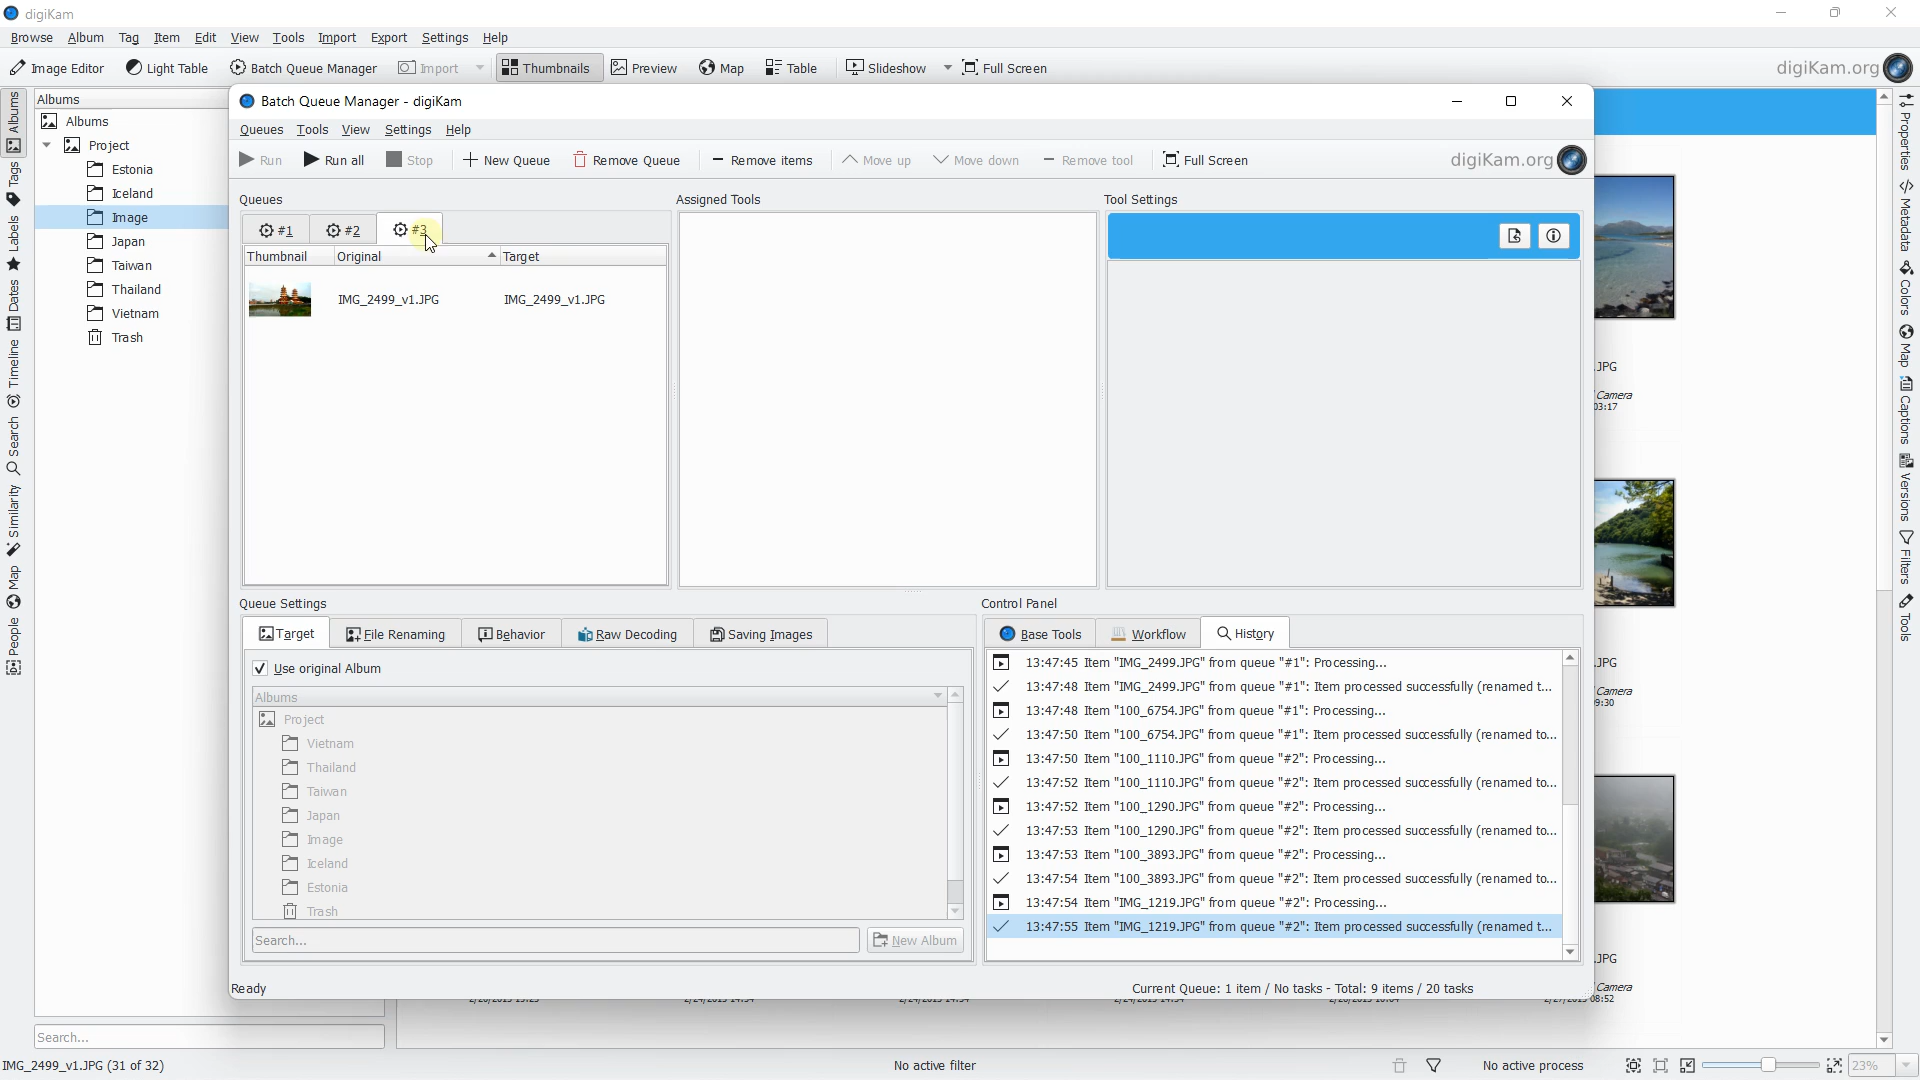 digiKam
Browse Album Tag Item Edit View Tools Import Export Settings Help
Image Editor Light Table Batch Queue Manager Import Thumbnails Preview Map Table Slideshow Full Screen digiKam.org
Albums
Albums
Project
Estonia
Iceland
Image
Japan
Taiwan
Thailand
Vietnam
Trash
Search...
Albums
Tags
Labels
Dates
Timeline
Search
Similarity
Map
People
Batch Queue Manager - digiKam
Queues Tools View Settings Help
Run Run all Stop New Queue Remove Queue Remove items Move up Move down Remove tool Full Screen digiKam.org
Queues Assigned Tools Tool Settings
#1 #2 #3
Thumbnail Original Target
IMG_2499_v1.JPG IMG_2499_v1.JPG
Queue Settings
Target File Renaming Behavior Raw Decoding Saving Images
Use original Album
Albums
Project
Vietnam
Thailand
Taiwan
Japan
Image
Iceland
Estonia
Trash
Search... New Album
Control Panel
Base Tools Workflow History
13:47:45 Item "IMG_2499.JPG" from queue "#1": Processing...
13:47:48 Item "IMG_2499.JPG" from queue "#1": Item processed successfully (renamed t...
13:47:48 Item "100_6754.JPG" from queue "#1": Processing...
13:47:50 Item "100_6754.JPG" from queue "#1": Item processed successfully (renamed to...
13:47:50 Item "100_1110.JPG" from queue "#2": Processing...
13:47:52 Item "100_1110.JPG" from queue "#2": Item processed successfully (renamed to...
13:47:52 Item "100_1290.JPG" from queue "#2": Processing...
13:47:53 Item "100_1290.JPG" from queue "#2": Item processed successfully (renamed to...
13:47:53 Item "100_3893.JPG" from queue "#2": Processing...
13:47:54 Item "100_3893.JPG" from queue "#2": Item processed successfully (renamed to...
13:47:54 Item "IMG_1219.JPG" from queue "#2": Processing...
13:47:55 Item "IMG_1219.JPG" from queue "#2": Item processed successfully (renamed t...
Ready Current Queue: 1 item / No tasks - Total: 9 items / 20 tasks
.JPG
Camera
03:17
.JPG
Camera
9:30
.JPG
Camera
08:52
Properties
Metadata
Colors
Map
Captions
Versions
Filters
Tools
IMG_2499_v1.JPG (31 of 32) No active filter No active process 23%